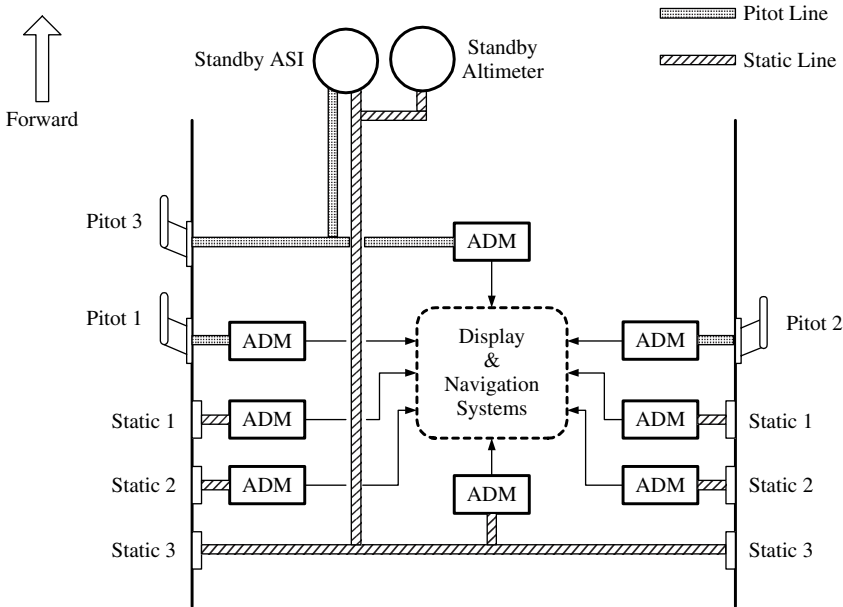 Pitot Line
Static Line
Forward
Standby ASI
Standby
Altimeter
Pitot 3
ADM
Pitot 1
ADM
Display
&
Navigation
Systems
ADM
Pitot 2
Static 1
ADM
ADM
Static 1
Static 2
ADM
ADM
ADM
Static 2
Static 3
Static 3